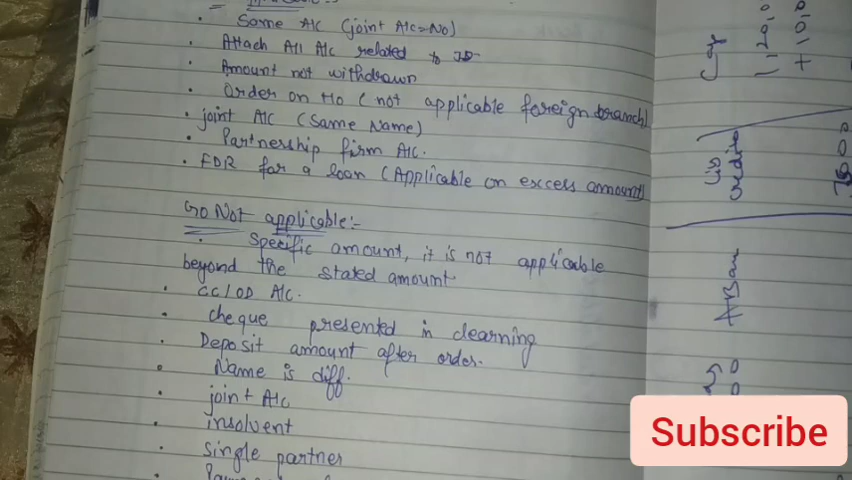 • Same A/C (joint A/C=No)
• Attach All A/c related to JD
• Amount not withdrawn
• Order on HO (not applicable foreign branch)
• joint A/C (same Name)
• Partnership firm A/C.
• FDR for a loan (Applicable on excess amount)
GO Not applicable:-
• Specific amount, it is not applicable
beyond the stated amount.
• CC/OD A/C.
• cheque presented in clearning
• Deposit amount after order.
• Name is diff.
• joint A/C
• insolvent
• single partner
Subscribe